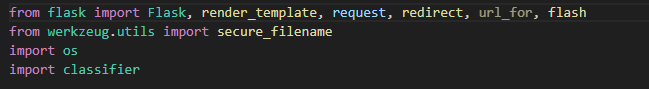 from flask import Flask, render_template, request, redirect, url_for, flash
from werkzeug.utils import secure_filename
import os
import classifier